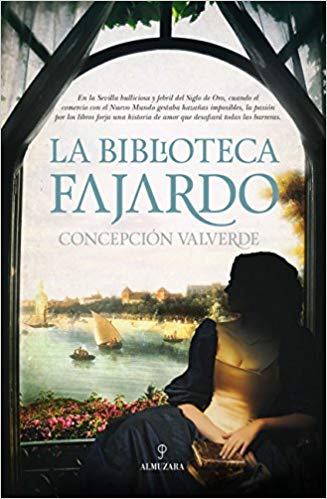 En la Sevilla bulliciosa y febril del Siglo de Oro, cuando el
comercio con el Nuevo Mundo gestaba hazañas imposibles, la pasión
por los libros forja una historia de amor que desafiará todas las barreras.
LA BIBLIOTECA
FAJARDO
CONCEPCIÓN VALVERDE
ALMUZARA